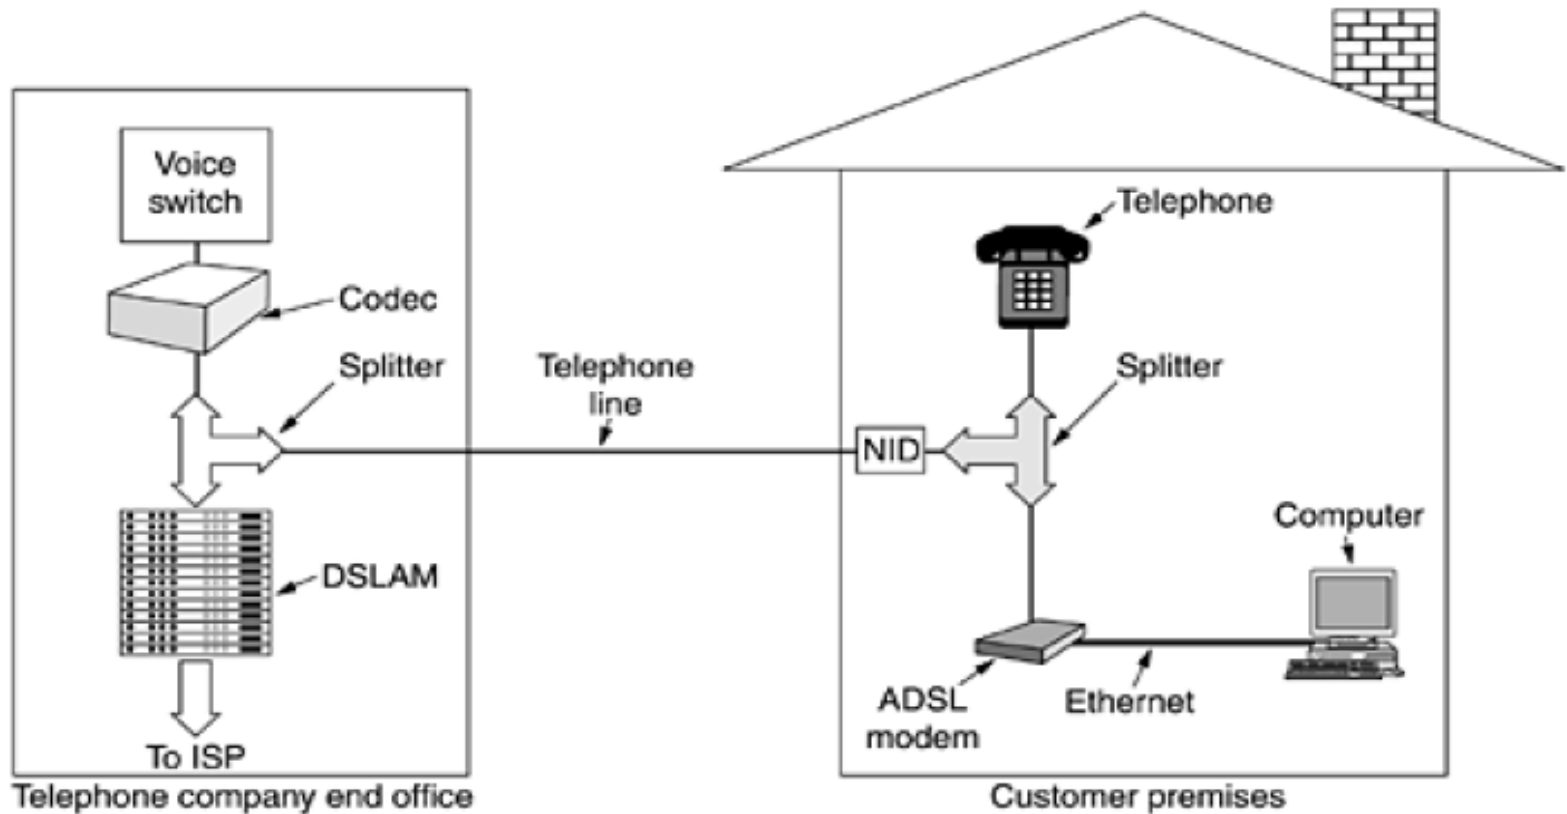 Voice
switch
Codec
Splitter
DSLAM
To ISP
Telephone company end office
Telephone
line
NID
Telephone
Splitter
Computer
ADSL
modem
Ethernet
Customer premises